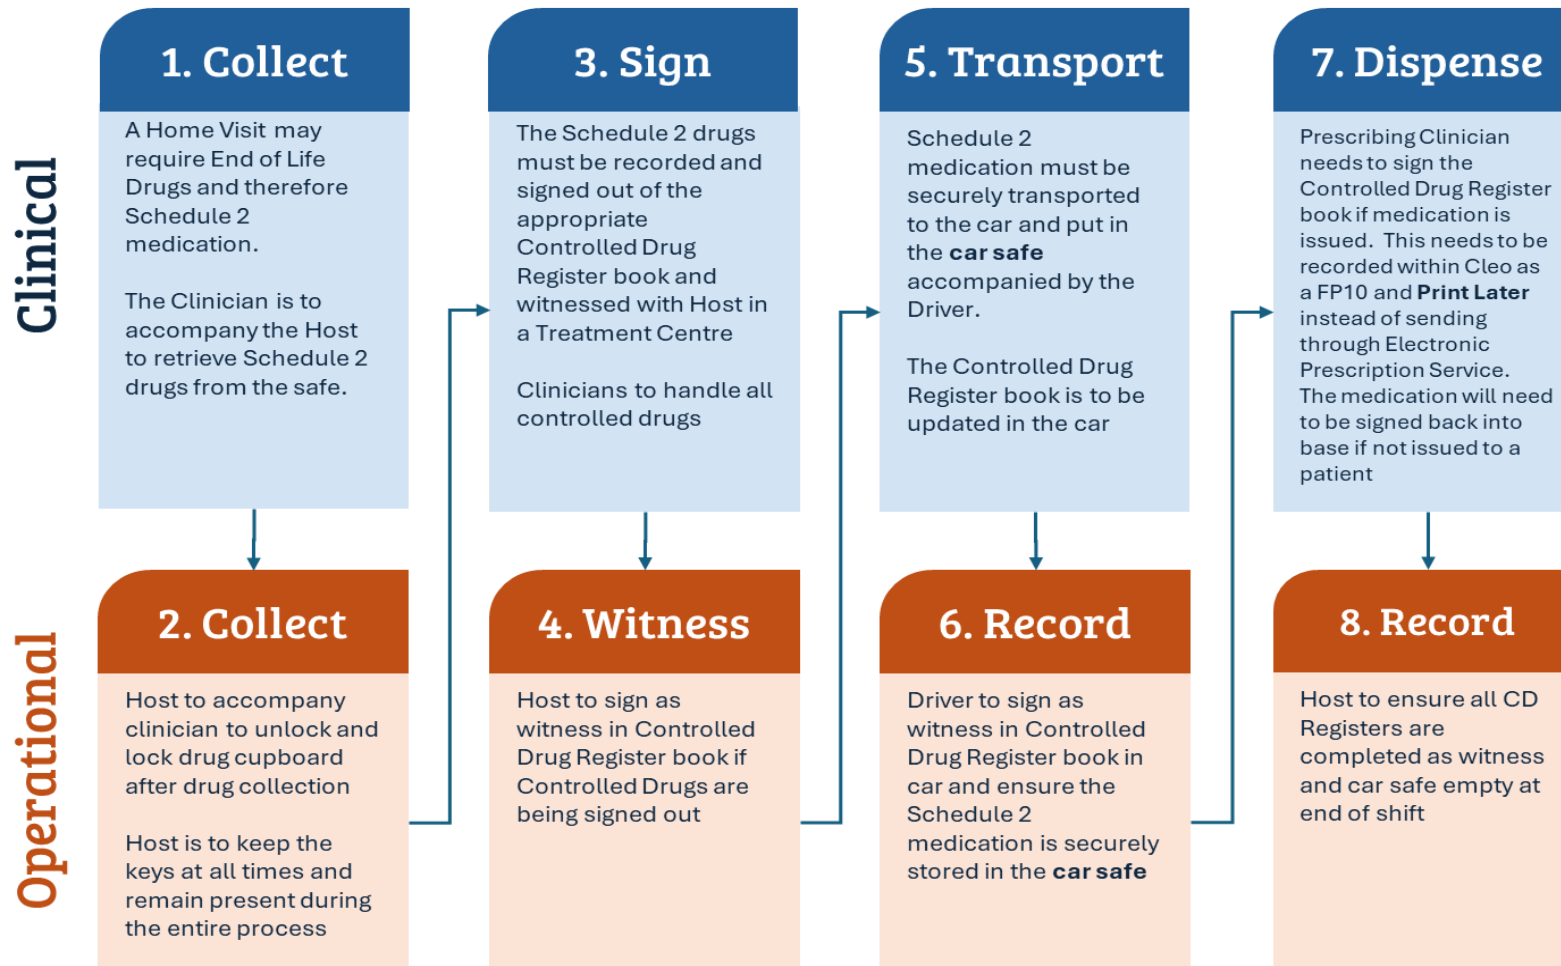 Clinical
1. Collect
A Home Visit may
require End of Life
Drugs and therefore
Schedule 2
medication.
The Clinician is to
accompany the Host
to retrieve Schedule 2
drugs from the safe.
Operational
2. Collect
Host to accompany
clinician to unlock and
lock drug cupboard
after drug collection
Host is to keep the
keys at all times and
remain present during
the entire process
3. Sign
The Schedule 2 drugs
must be recorded and
signed out of the
appropriate
Controlled Drug
Register book and
witnessed with Host in
a Treatment Centre
Clinicians to handle all
controlled drugs
4. Witness
Host to sign as
witness in Controlled
Drug Register book if
Controlled Drugs are
being signed out
5. Transport
Schedule 2
medication must be
securely transported
to the car and put in
the car safe
accompanied by the
Driver.
The Controlled Drug
Register book is to be
updated in the car
6. Record
Driver to sign as
witness in Controlled
Drug Register book in
car and ensure the
Schedule 2
medication is securely
stored in the car safe
7. Dispense
Prescribing Clinician
needs to sign the
Controlled Drug Register
book if medication is
issued. This needs to be
recorded within Cleo as
a FP10 and Print Later
instead of sending
through Electronic
Prescription Service.
The medication will need
to be signed back into
base if not issued to a
patient
8. Record
Host to ensure all CD
Registers are
completed as witness
and car safe empty at
end of shift